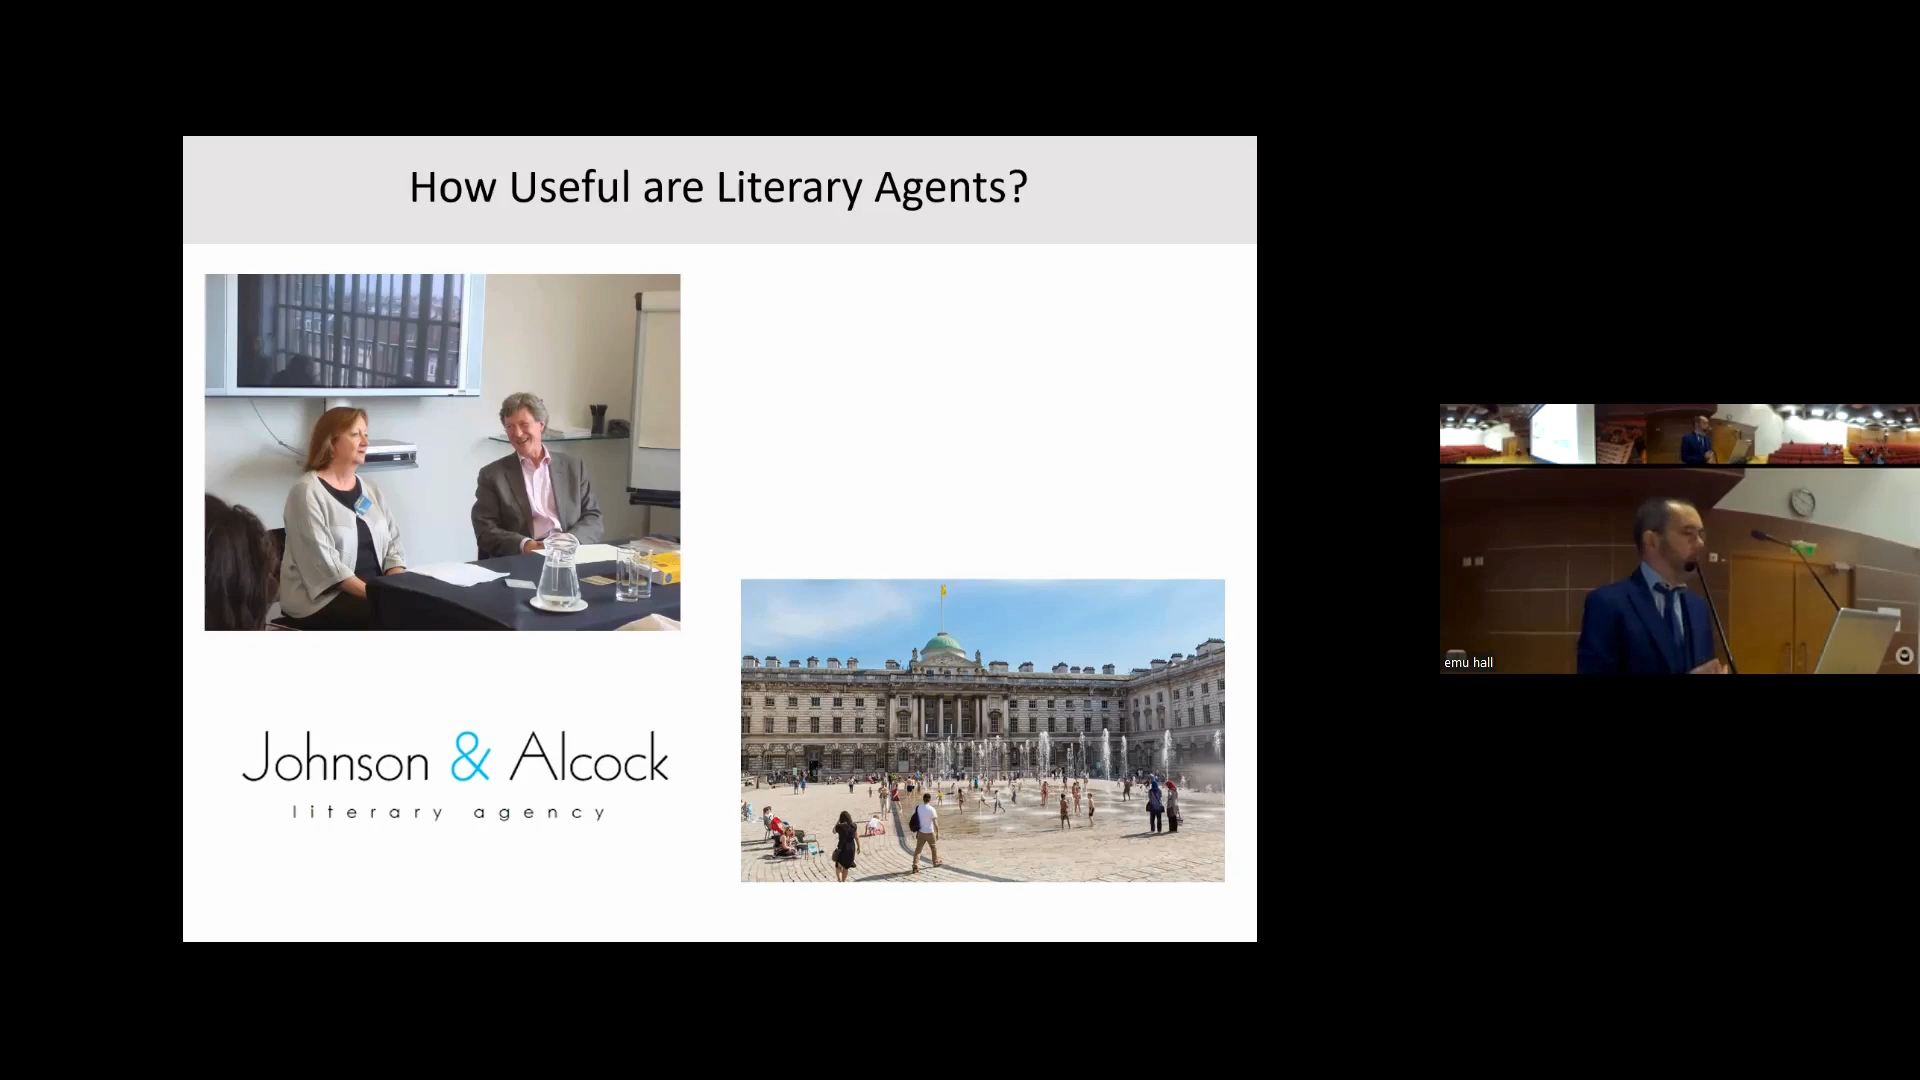 How Useful are Literary Agents?
Johnson & Alcock
literary agency
emu hall